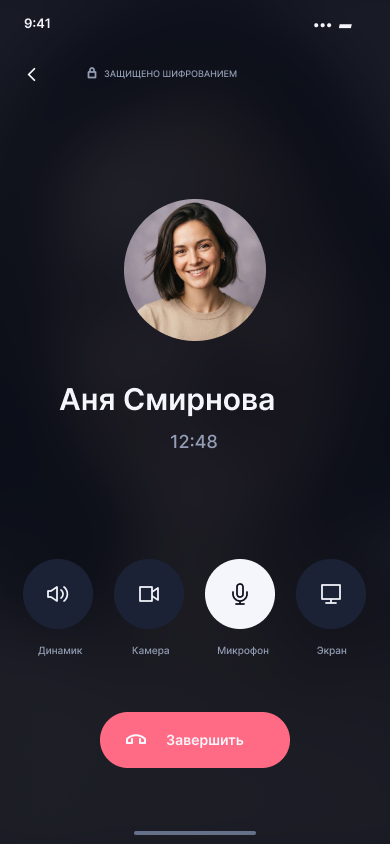 9:41
ЗАЩИЩЕНО ШИФРОВАНИЕМ
Аня Смирнова
12:48
Динамик
Камера
Микрофон
Экран
Завершить